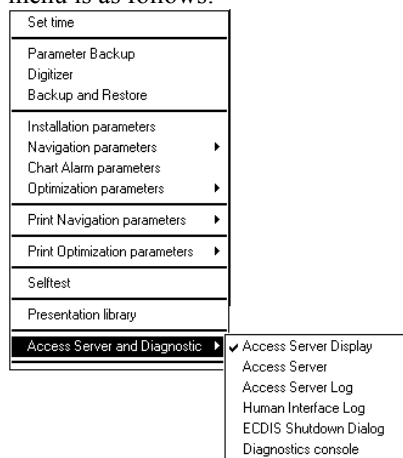 menu is as follows:
Set time
Parameter Backup
Digitizer
Backup and Restore
Installation parameters
Navigation parameters
Chart Alarm parameters
Optimization parameters
Print Navigation parameters
Print Optimization parameters
Selftest
Presentation library
Access Server and Diagnostic
Access Server Display
Access Server
Access Server Log
Human Interface Log
ECDIS Shutdown Dialog
Diagnostics console